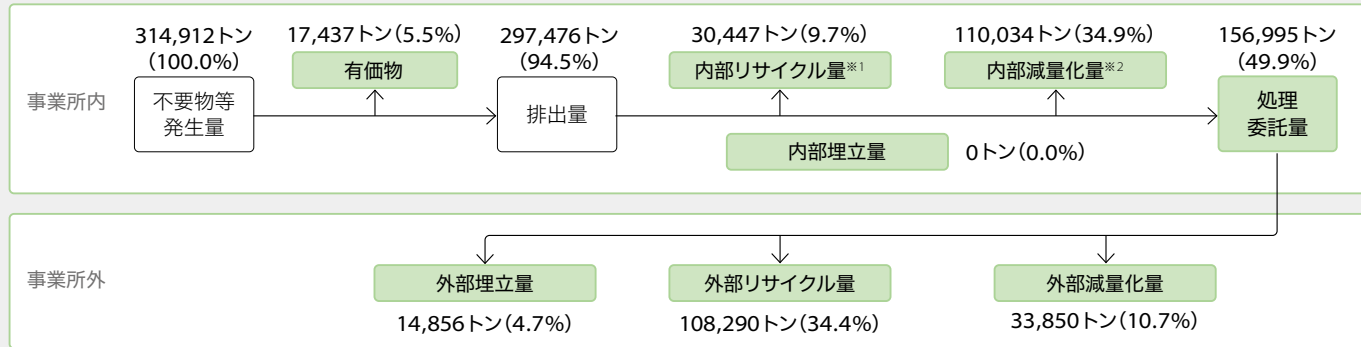 314,912トン
(100.0%)
17,437トン(5.5%)
297,476トン
(94.5%)
30,447トン(9.7%)
110,034トン(34.9%)
156,995トン
(49.9%)
事業所内
不要物等
発生量
有価物
排出量
内部リサイクル量※1
内部減量化量※2
処理
委託量
内部埋立量
0トン(0.0%)
事業所外
外部埋立量
外部リサイクル量
外部減量化量
14,856トン(4.7%)
108,290トン(34.4%)
33,850トン(10.7%)